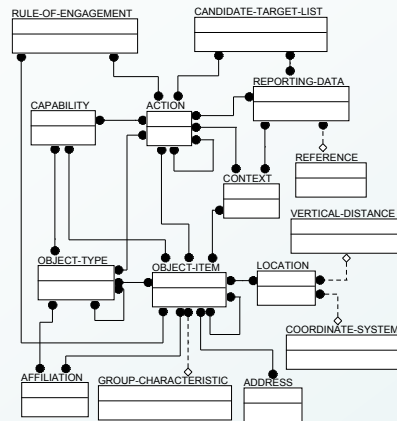 RULE-OF-ENGAGEMENT
CANDIDATE-TARGET-LIST
REPORTING-DATA
CAPABILITY
ACTION
REFERENCE
CONTEXT
VERTICAL-DISTANCE
OBJECT-TYPE
OBJECT-ITEM
LOCATION
COORDINATE-SYSTEM
AFFILIATION
GROUP-CHARACTERISTIC
ADDRESS